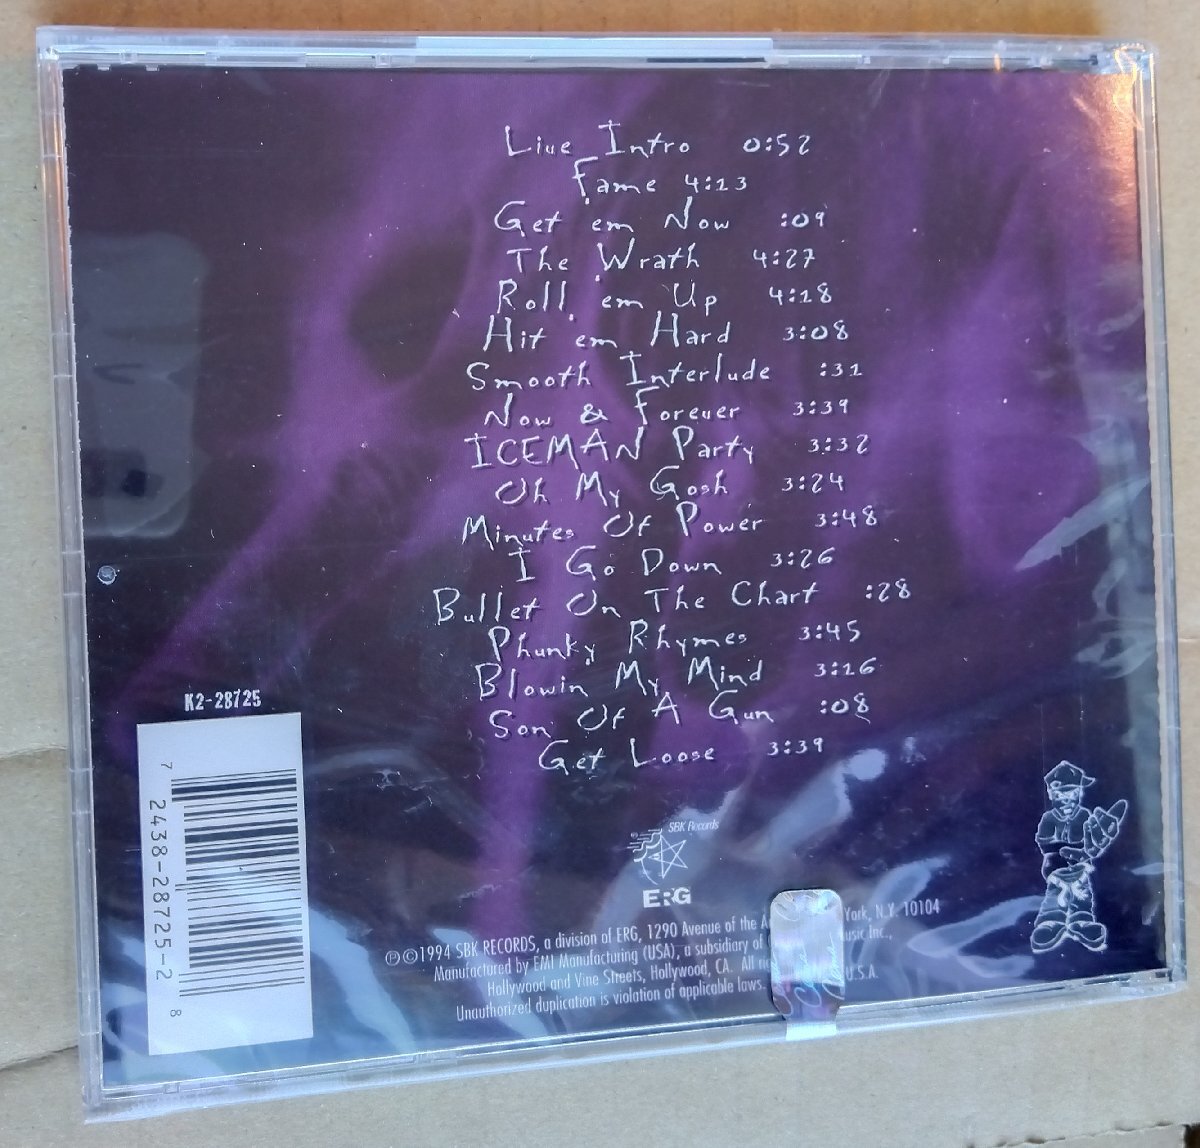 Live Intro 0:52
Fame 4:13
Get 'em Now :09
The Wrath 4:27
Roll 'em Up 4:18
Hit 'em Hard 3:08
Smooth Interlude :31
Now & Forever 3:39
ICEMAN Party 3:32
Oh My Gosh 3:24
Minutes Of Power 3:48
I Go Down 3:26
Bullet On The Chart :28
Phunky Rhymes 3:45
Blowin My Mind 3:16
Son Of A Gun :08
Get Loose 3:39
K2-28725
7 2438-28725-2 8
SBK Records
ERG
℗©1994 SBK RECORDS, a division of ERG, 1290 Avenue of the York, N.Y. 10104
Manufactured by EMI Manufacturing (USA), a subsidiary of Inc.,
Hollywood and Vine Streets, Hollywood, CA. All U.S.A.
Unauthorized duplication is violation of applicable laws.